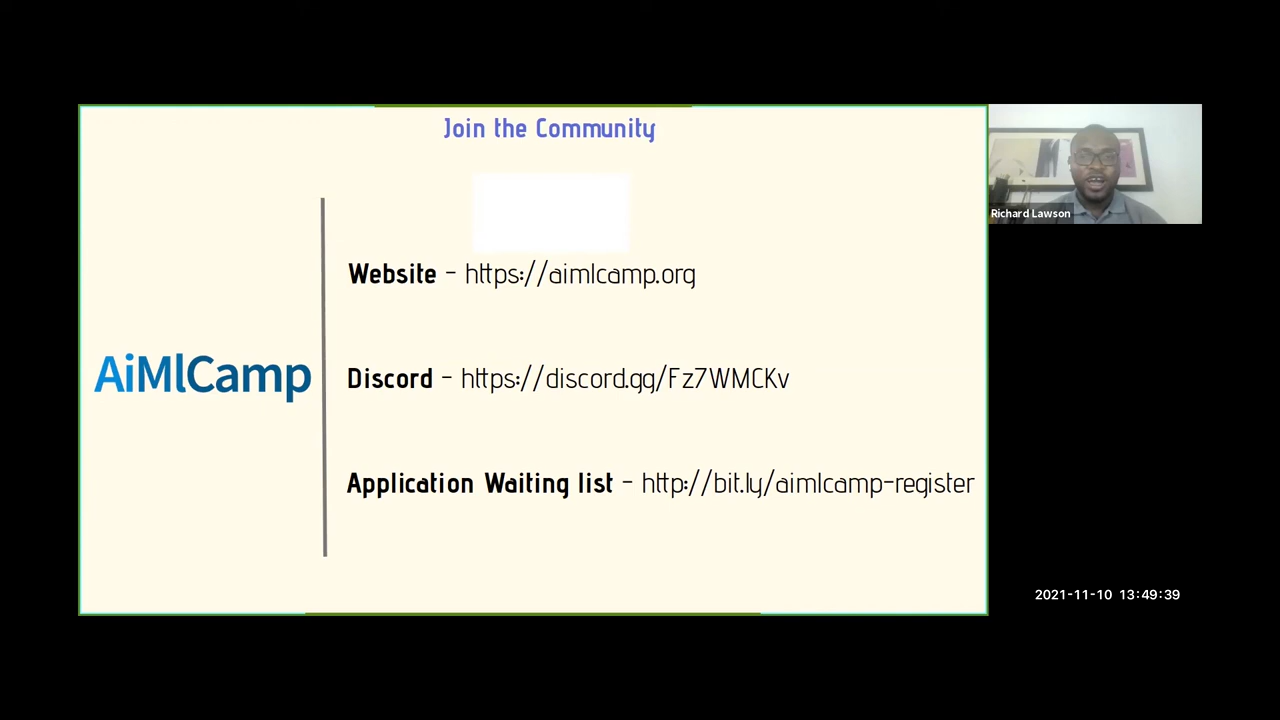 Join the Community
Website - https://aimlcamp.org
AiMlCamp
Discord - https://discord.gg/Fz7WMCKv
Application Waiting list - http://bit.ly/aimlcamp-register
Richard Lawson
2021-11-10 13:49:39